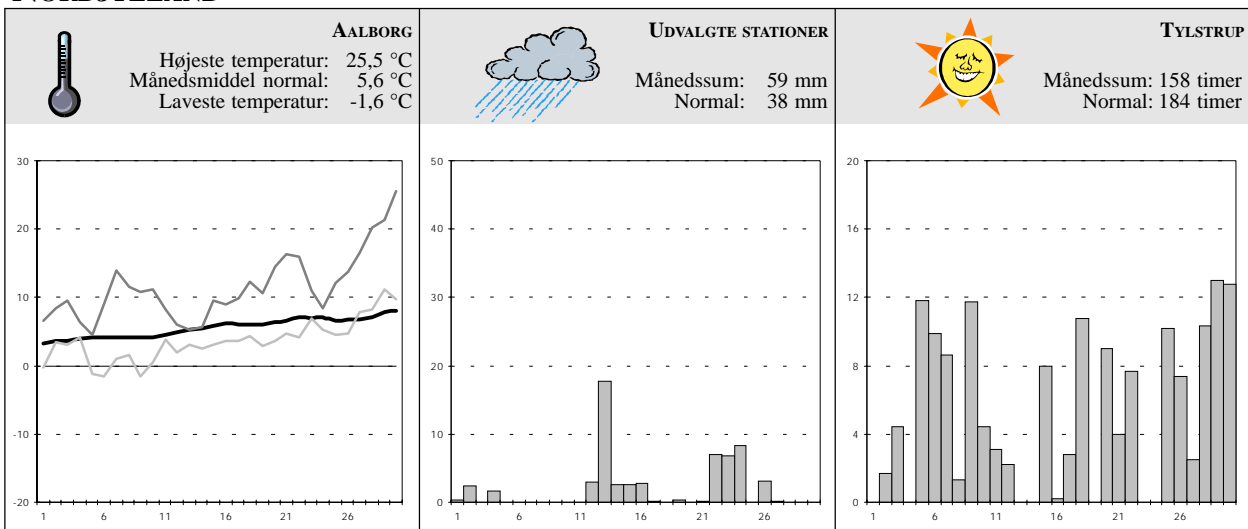 AALBORG
Højeste temperatur: 25,5 °C
Månedsmiddel normal: 5,6 °C
Laveste temperatur: -1,6 °C
UDVALGTE STATIONER
Månedssum: 59 mm
Normal: 38 mm
TYLSTRUP
Månedssum: 158 timer
Normal: 184 timer
30
20
10
0
-10
-20
1 6 11 16 21 26
50
40
30
20
10
0
1 6 11 16 21 26
20
16
12
8
4
0
1 6 11 16 21 26